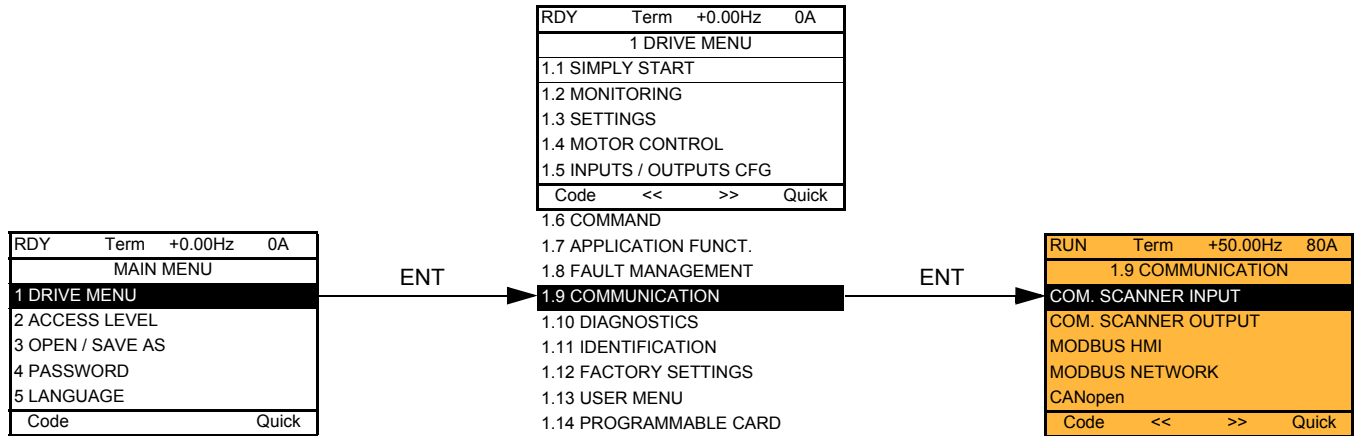 RDY Term +0.00Hz 0A
MAIN MENU
1 DRIVE MENU
2 ACCESS LEVEL
3 OPEN / SAVE AS
4 PASSWORD
5 LANGUAGE
Code Quick
ENT
RDY Term +0.00Hz 0A
1 DRIVE MENU
1.1 SIMPLY START
1.2 MONITORING
1.3 SETTINGS
1.4 MOTOR CONTROL
1.5 INPUTS / OUTPUTS CFG
Code << >> Quick
1.6 COMMAND
1.7 APPLICATION FUNCT.
1.8 FAULT MANAGEMENT
1.9 COMMUNICATION
1.10 DIAGNOSTICS
1.11 IDENTIFICATION
1.12 FACTORY SETTINGS
1.13 USER MENU
1.14 PROGRAMMABLE CARD
ENT
RUN Term +50.00Hz 80A
1.9 COMMUNICATION
COM. SCANNER INPUT
COM. SCANNER OUTPUT
MODBUS HMI
MODBUS NETWORK
CANopen
Code << >> Quick